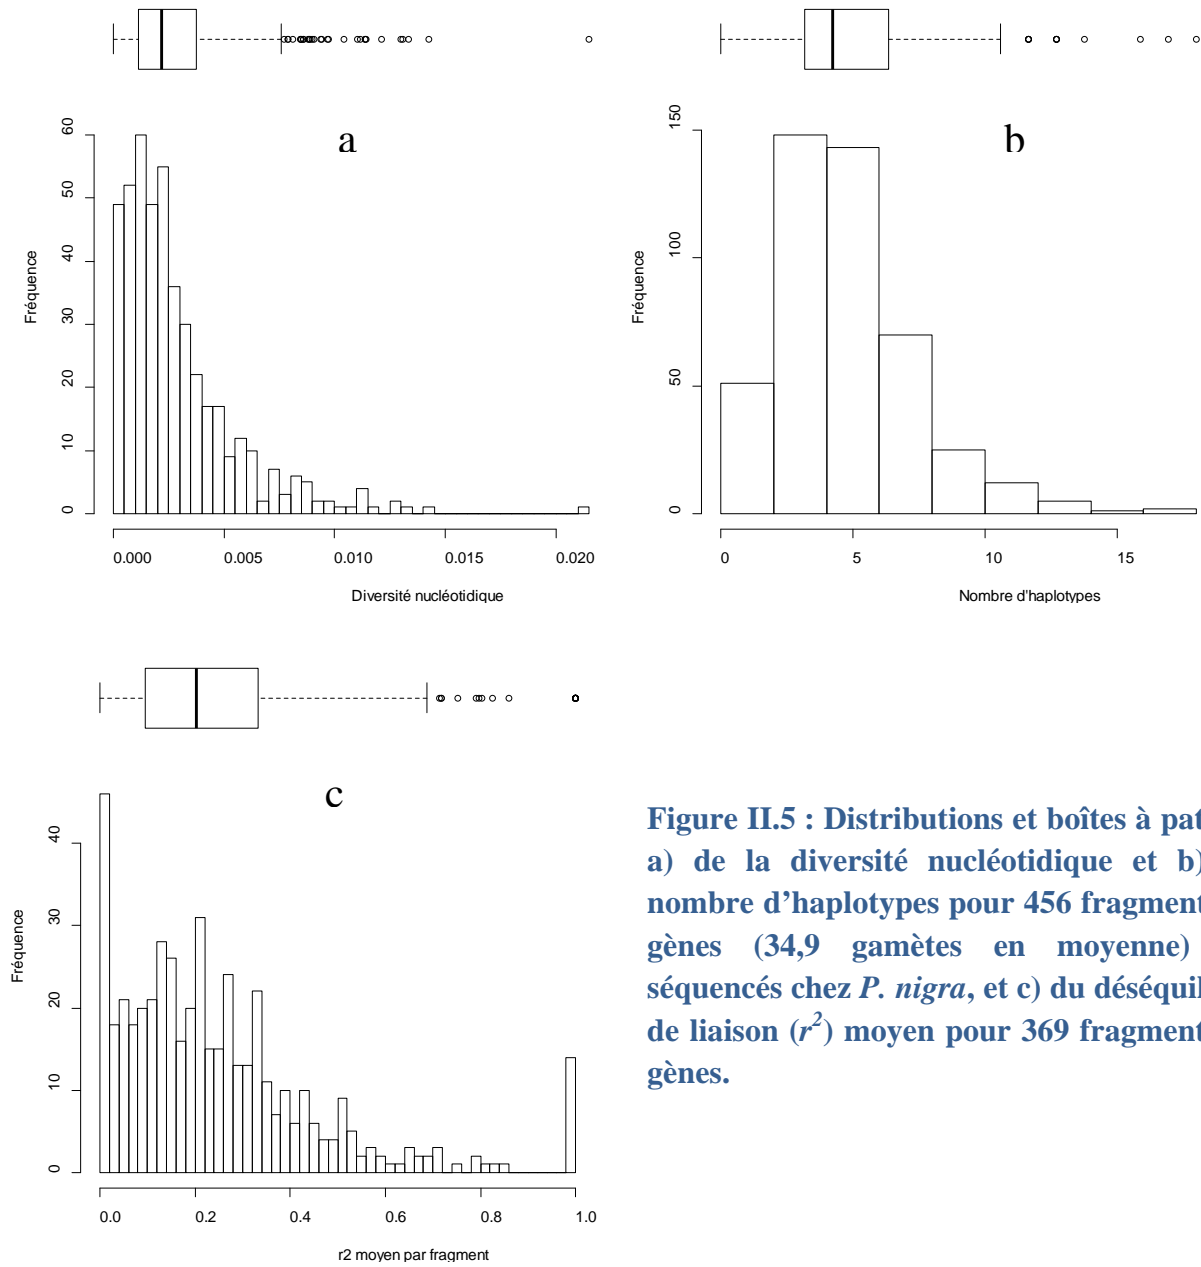 a
60
50
40
30
20
10
0
Fréquence
0.000 0.005 0.010 0.015 0.020
Diversité nucléotidique
b
150
100
50
0
Fréquence
0 5 10 15
Nombre d'haplotypes
c
40
30
20
10
0
Fréquence
0.0 0.2 0.4 0.6 0.8 1.0
r2 moyen par fragment
Figure II.5 : Distributions et boîtes à pat
a) de la diversité nucléotidique et b)
nombre d’haplotypes pour 456 fragment
gènes (34,9 gamètes en moyenne)
séquencés chez P. nigra, et c) du déséquil
de liaison (r²) moyen pour 369 fragment
gènes.